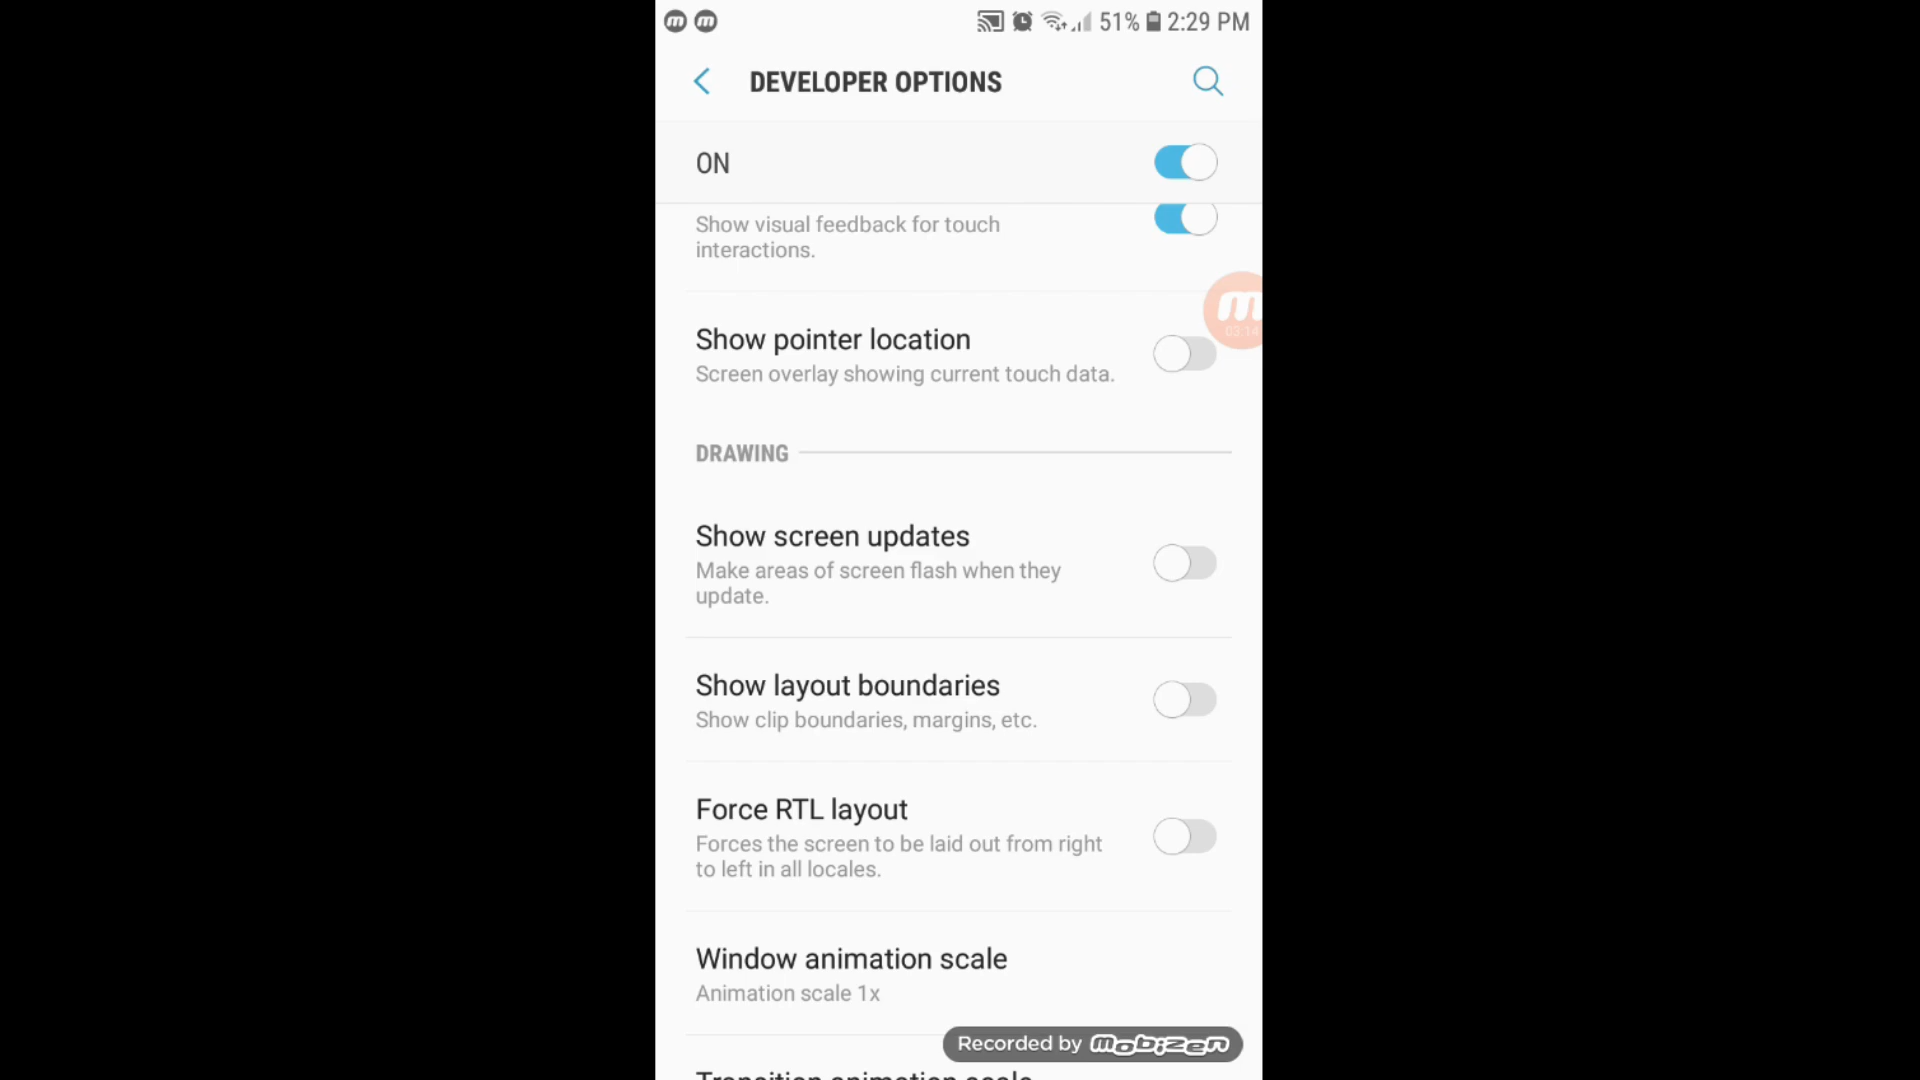 m m 51% 2:29 PM
DEVELOPER OPTIONS
ON
Show visual feedback for touch
interactions.
m
03:14
Show pointer location
Screen overlay showing current touch data.
DRAWING
Show screen updates
Make areas of screen flash when they
update.
Show layout boundaries
Show clip boundaries, margins, etc.
Force RTL layout
Forces the screen to be laid out from right
to left in all locales.
Window animation scale
Animation scale 1x
Recorded by mobizen
Transition animation scale